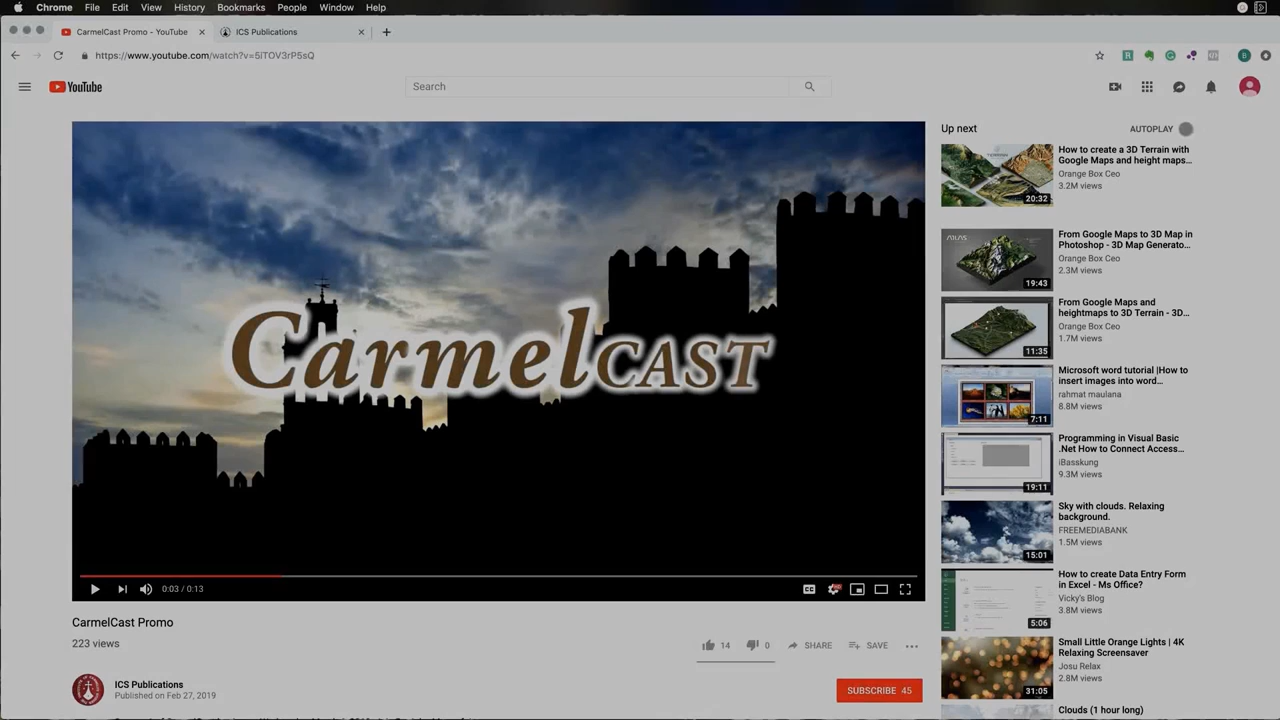 Chrome File Edit View History Bookmarks People Window Help
CarmelCast Promo - YouTube
ICS Publications
https://www.youtube.com/watch?v=5iTOV3rP5sQ
YouTube
Search
CarmelCAST
0:03 / 0:13
CarmelCast Promo
223 views
14
0
SHARE
SAVE
ICS Publications
Published on Feb 27, 2019
SUBSCRIBE 45
Up next
AUTOPLAY
How to create a 3D Terrain with
Google Maps and height maps...
Orange Box Ceo
3.2M views
20:32
From Google Maps to 3D Map in
Photoshop - 3D Map Generato...
Orange Box Ceo
2.3M views
19:43
From Google Maps and
heightmaps to 3D Terrain - 3D...
Orange Box Ceo
1.7M views
11:35
Microsoft word tutorial |How to
insert images into word...
rahmat maulana
8.8M views
7:11
Programming in Visual Basic
.Net How to Connect Access...
iBasskung
9.3M views
19:11
Sky with clouds. Relaxing
background.
FREEMEDIABANK
1.5M views
15:01
How to create Data Entry Form
in Excel - Ms Office?
Vicky's Blog
3.8M views
5:06
Small Little Orange Lights | 4K
Relaxing Screensaver
Josu Relax
2.8M views
31:05
Clouds (1 hour long)